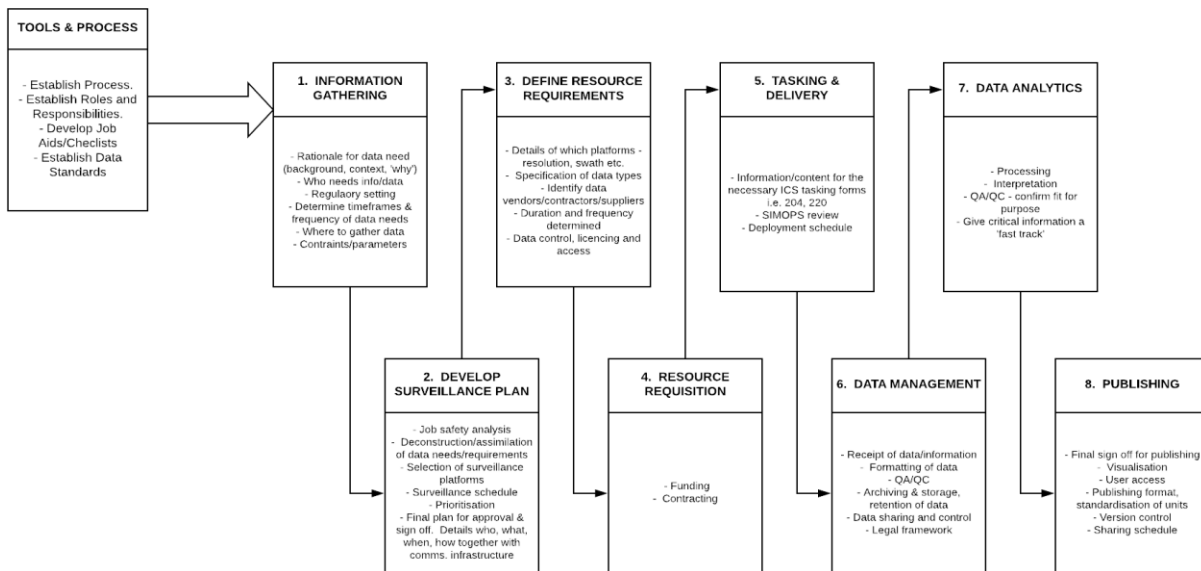 TOOLS & PROCESS
- Establish Process.
- Establish Roles and
Responsibilities.
- Develop Job
Aids/Checlists
- Establish Data
Standards
1. INFORMATION
GATHERING
- Rationale for data need
(background, context, 'why')
- Who needs info/data
- Regulaory setting
- Determine timeframes &
frequency of data needs
- Where to gather data
- Contraints/parameters
2. DEVELOP
SURVEILLANCE PLAN
- Job safety analysis
- Deconstruction/assimilation
of data needs/requirements
- Selection of surveillance
platforms
- Surveillance schedule
- Prioritisation
- Final plan for approval &
sign off. Details who, what,
when, how together with
comms. infrastructure
3. DEFINE RESOURCE
REQUIREMENTS
- Details of which platforms -
resolution, swath etc.
- Specification of data types
- Identify data
vendors/contractors/suppliers
- Duration and frequency
determined
- Data control, licencing and
access
4. RESOURCE
REQUISITION
- Funding
- Contracting
5. TASKING &
DELIVERY
- Information/content for the
necessary ICS tasking forms
i.e. 204, 220
- SIMOPS review
- Deployment schedule
6. DATA MANAGEMENT
- Receipt of data/information
- Formatting of data
- QA/QC
- Archiving & storage,
retention of data
- Data sharing and control
- Legal framework
7. DATA ANALYTICS
- Processing
- Interpretation
- QA/QC - confirm fit for
purpose
- Give critical information a
'fast track'
8. PUBLISHING
- Final sign off for publishing
- Visualisation
- User access
- Publishing format,
standardisation of units
- Version control
- Sharing schedule